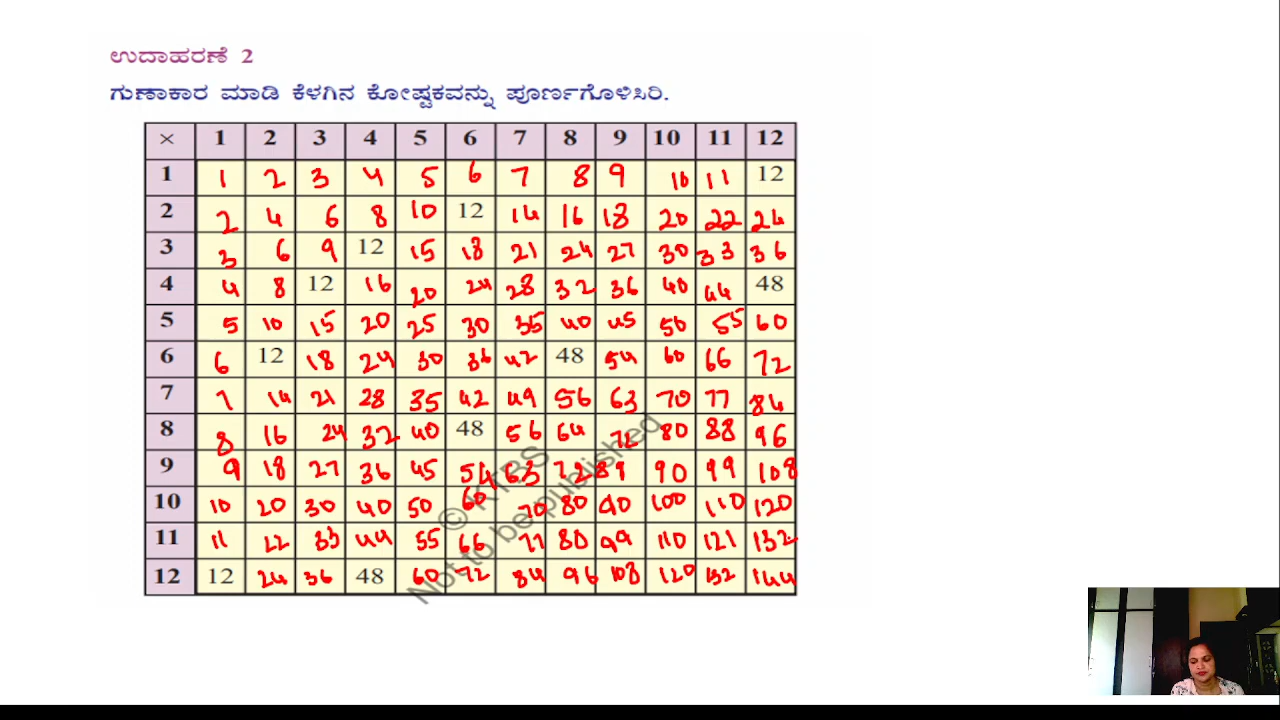 ಉದಾಹರಣೆ 2
ಗುಣಾಕಾರ ಮಾಡಿ ಕೆಳಗಿನ ಕೋಷ್ಟಕವನ್ನು ಪೂರ್ಣಗೊಳಿಸಿರಿ.
× 1 2 3 4 5 6 7 8 9 10 11 12
1 1 2 3 4 5 6 7 8 9 10 11 12
2 2 4 6 8 10 12 14 16 18 20 22 24
3 3 6 9 12 15 18 21 24 27 30 33 36
4 4 8 12 16 20 24 28 32 36 40 44 48
5 5 10 15 20 25 30 35 40 45 50 55 60
6 6 12 18 24 30 36 42 48 54 60 66 72
7 7 14 21 28 35 42 49 56 63 70 77 84
8 8 16 24 32 40 48 56 64 72 80 88 96
9 9 18 27 36 45 54 63 72 89 90 99 108
10 10 20 30 40 50 60 70 80 90 100 110 120
11 11 22 33 44 55 66 77 80 99 110 121 132
12 12 24 36 48 60 72 84 96 108 120 132 144
© KTBS
Not to be published